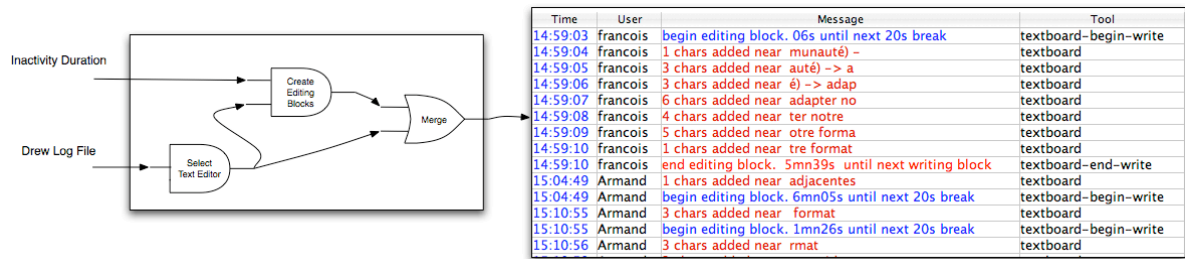 Inactivity Duration
Create
Editing
Blocks
Merge
Drew Log File
Select
Text Editor
Time User Message Tool
14:59:03 francois begin editing block. 06s until next 20s break textboard-begin-write
14:59:04 francois 1 chars added near munauté) - textboard
14:59:05 francois 3 chars added near auté) -> a textboard
14:59:06 francois 3 chars added near é) -> adap textboard
14:59:07 francois 6 chars added near adapter no textboard
14:59:08 francois 4 chars added near ter notre textboard
14:59:09 francois 5 chars added near otre forma textboard
14:59:10 francois 1 chars added near tre format textboard
14:59:10 francois end editing block. 5mn39s until next writing block textboard-end-write
15:04:49 Armand 1 chars added near adjacentes textboard
15:04:49 Armand begin editing block. 6mn05s until next 20s break textboard-begin-write
15:10:55 Armand 3 chars added near format textboard
15:10:55 Armand begin editing block. 1mn26s until next 20s break textboard-begin-write
15:10:56 Armand 3 chars added near rmat textboard